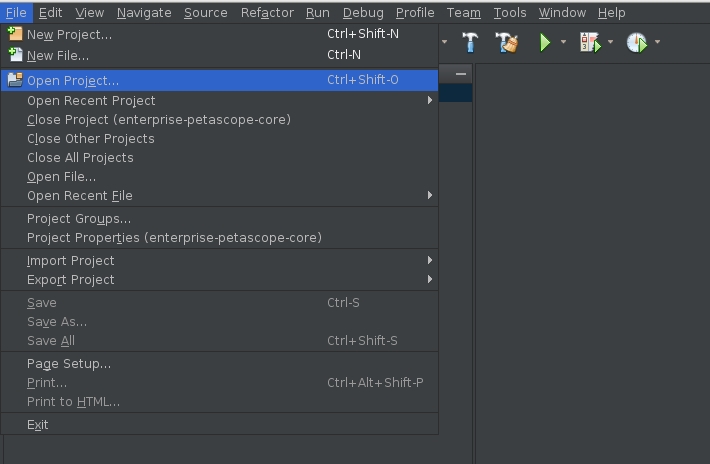 File Edit View Navigate Source Refactor Run Debug Profile Team Tools Window Help
New Project... Ctrl+Shift-N
New File... Ctrl-N
Open Project... Ctrl+Shift-O
Open Recent Project
Close Project (enterprise-petascope-core)
Close Other Projects
Close All Projects
Open File...
Open Recent File
Project Groups...
Project Properties (enterprise-petascope-core)
Import Project
Export Project
Save Ctrl-S
Save As...
Save All Ctrl+Shift-S
Page Setup...
Print... Ctrl+Alt+Shift-P
Print to HTML...
Exit